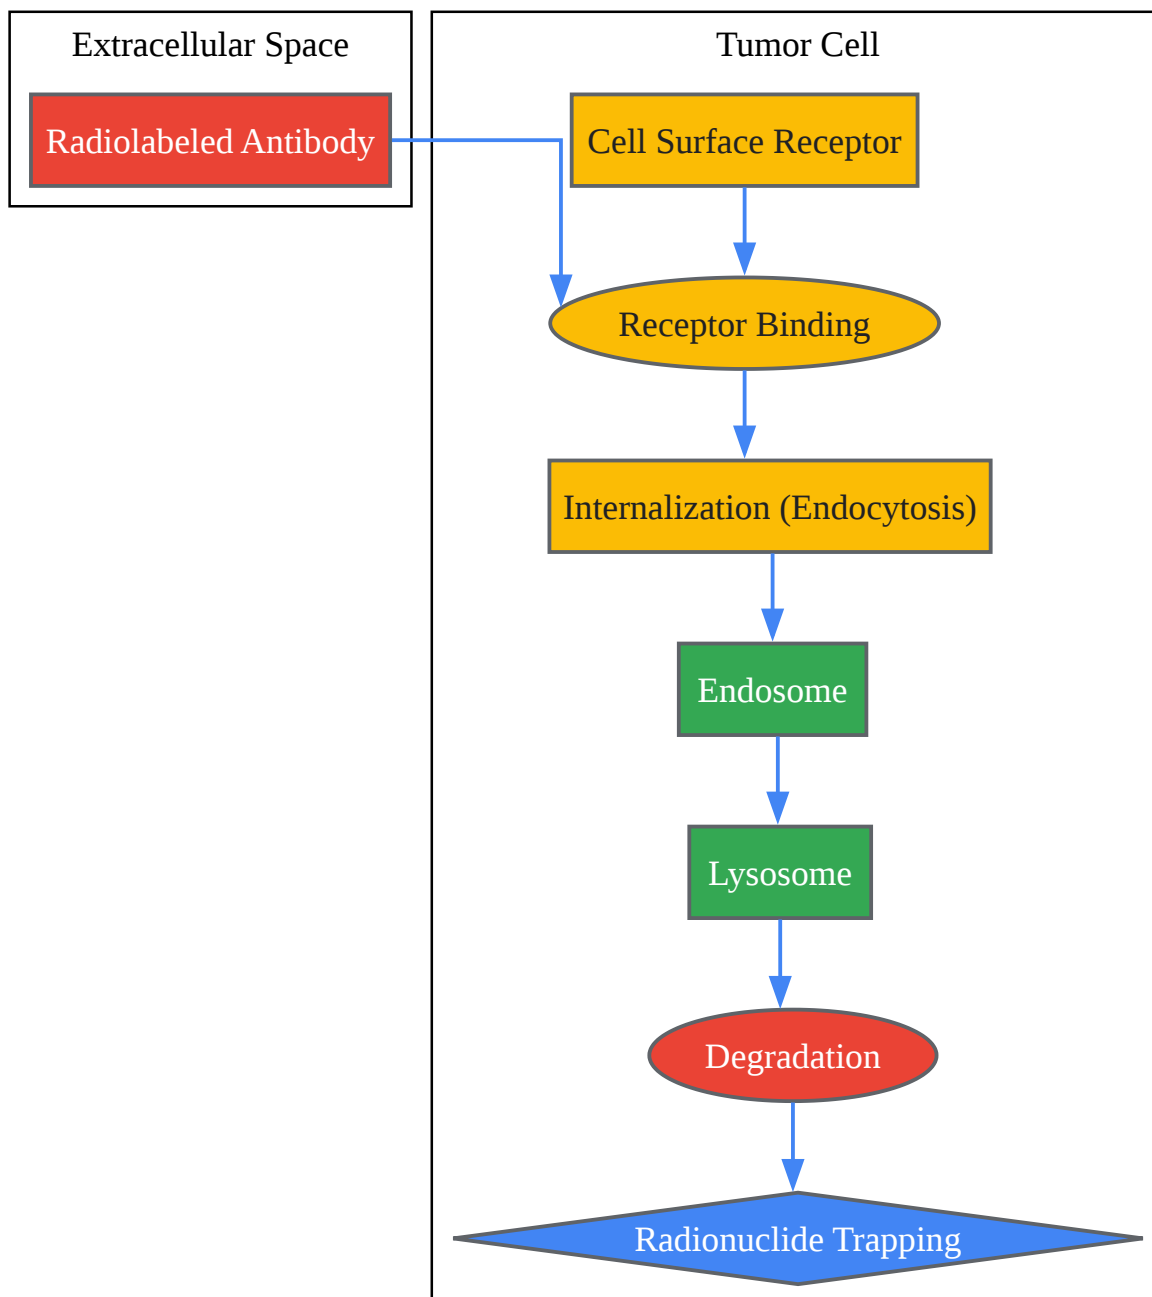 Extracellular Space
Radiolabeled Antibody
Tumor Cell
Cell Surface Receptor
Receptor Binding
Internalization (Endocytosis)
Endosome
Lysosome
Degradation
Radionuclide Trapping